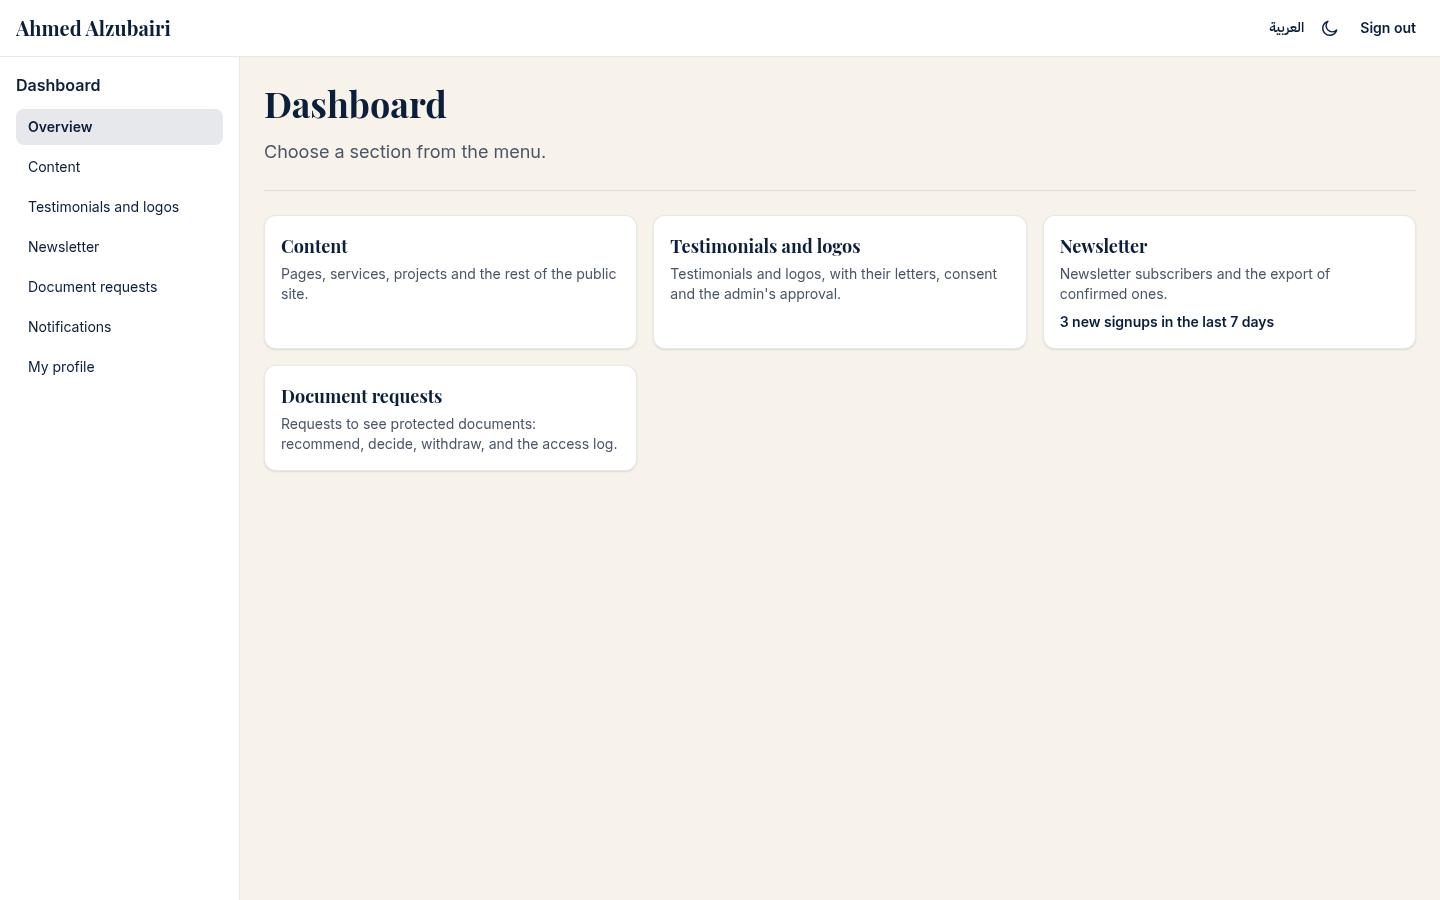 Ahmed Alzubairi
العربية
Sign out
Dashboard
Overview
Content
Testimonials and logos
Newsletter
Document requests
Notifications
My profile
Dashboard
Choose a section from the menu.
Content
Pages, services, projects and the rest of the public
site.
Testimonials and logos
Testimonials and logos, with their letters, consent
and the admin's approval.
Newsletter
Newsletter subscribers and the export of
confirmed ones.
3 new signups in the last 7 days
Document requests
Requests to see protected documents:
recommend, decide, withdraw, and the access log.